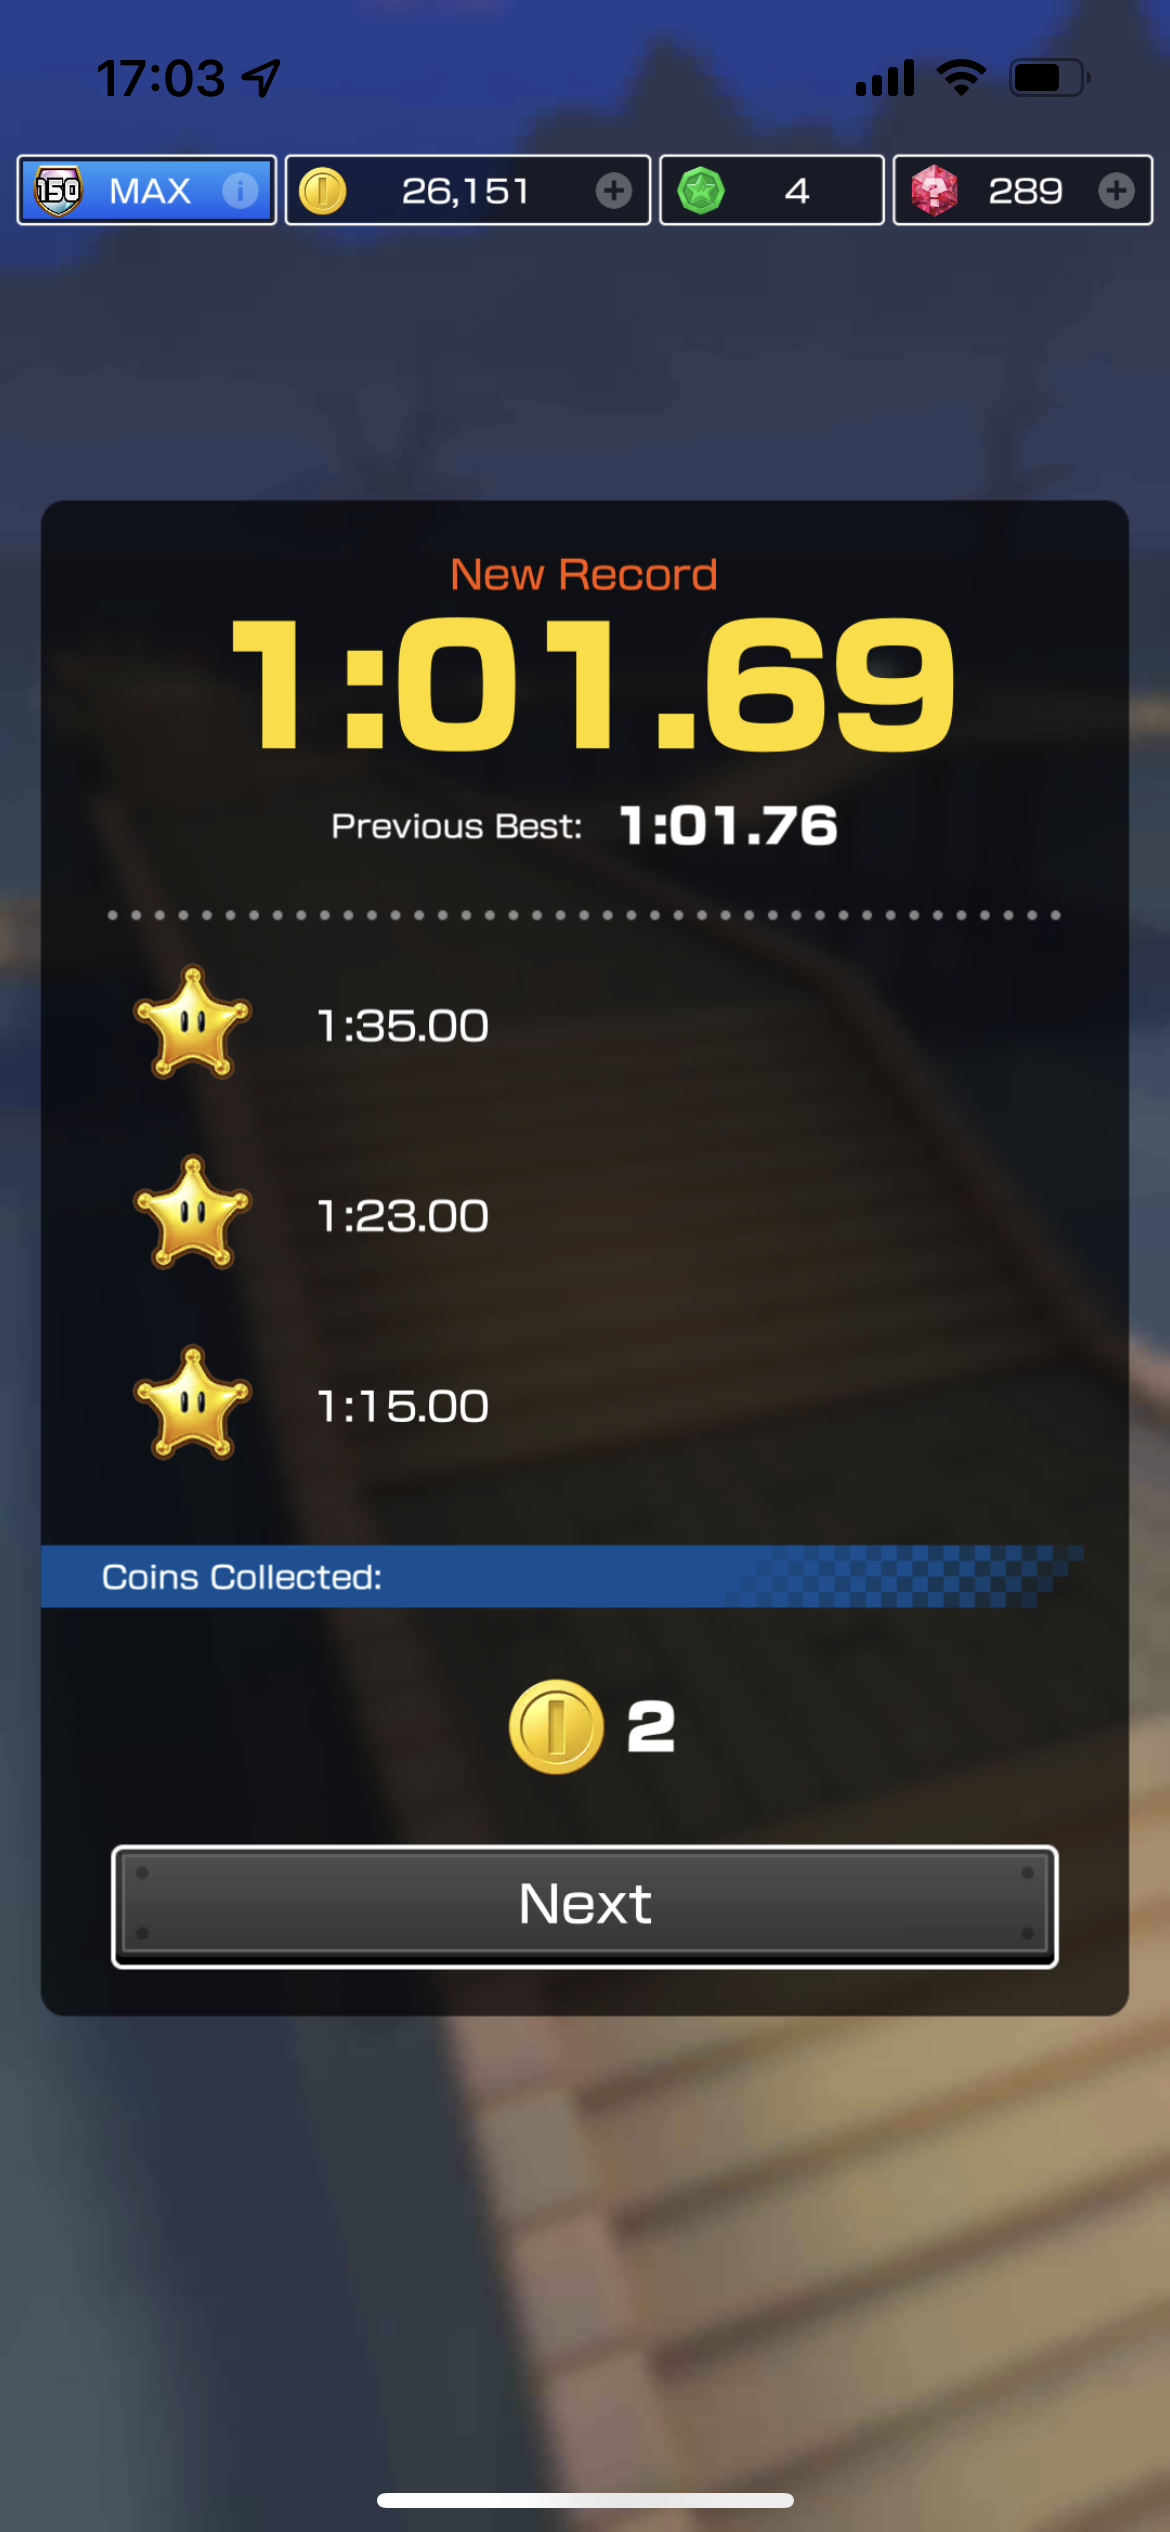 17:03
150 MAX i 26,151 + 4 ? 289 +
New Record
1:01.69
Previous Best: 1:01.76
1:35.00
1:23.00
1:15.00
Coins Collected:
2
Next